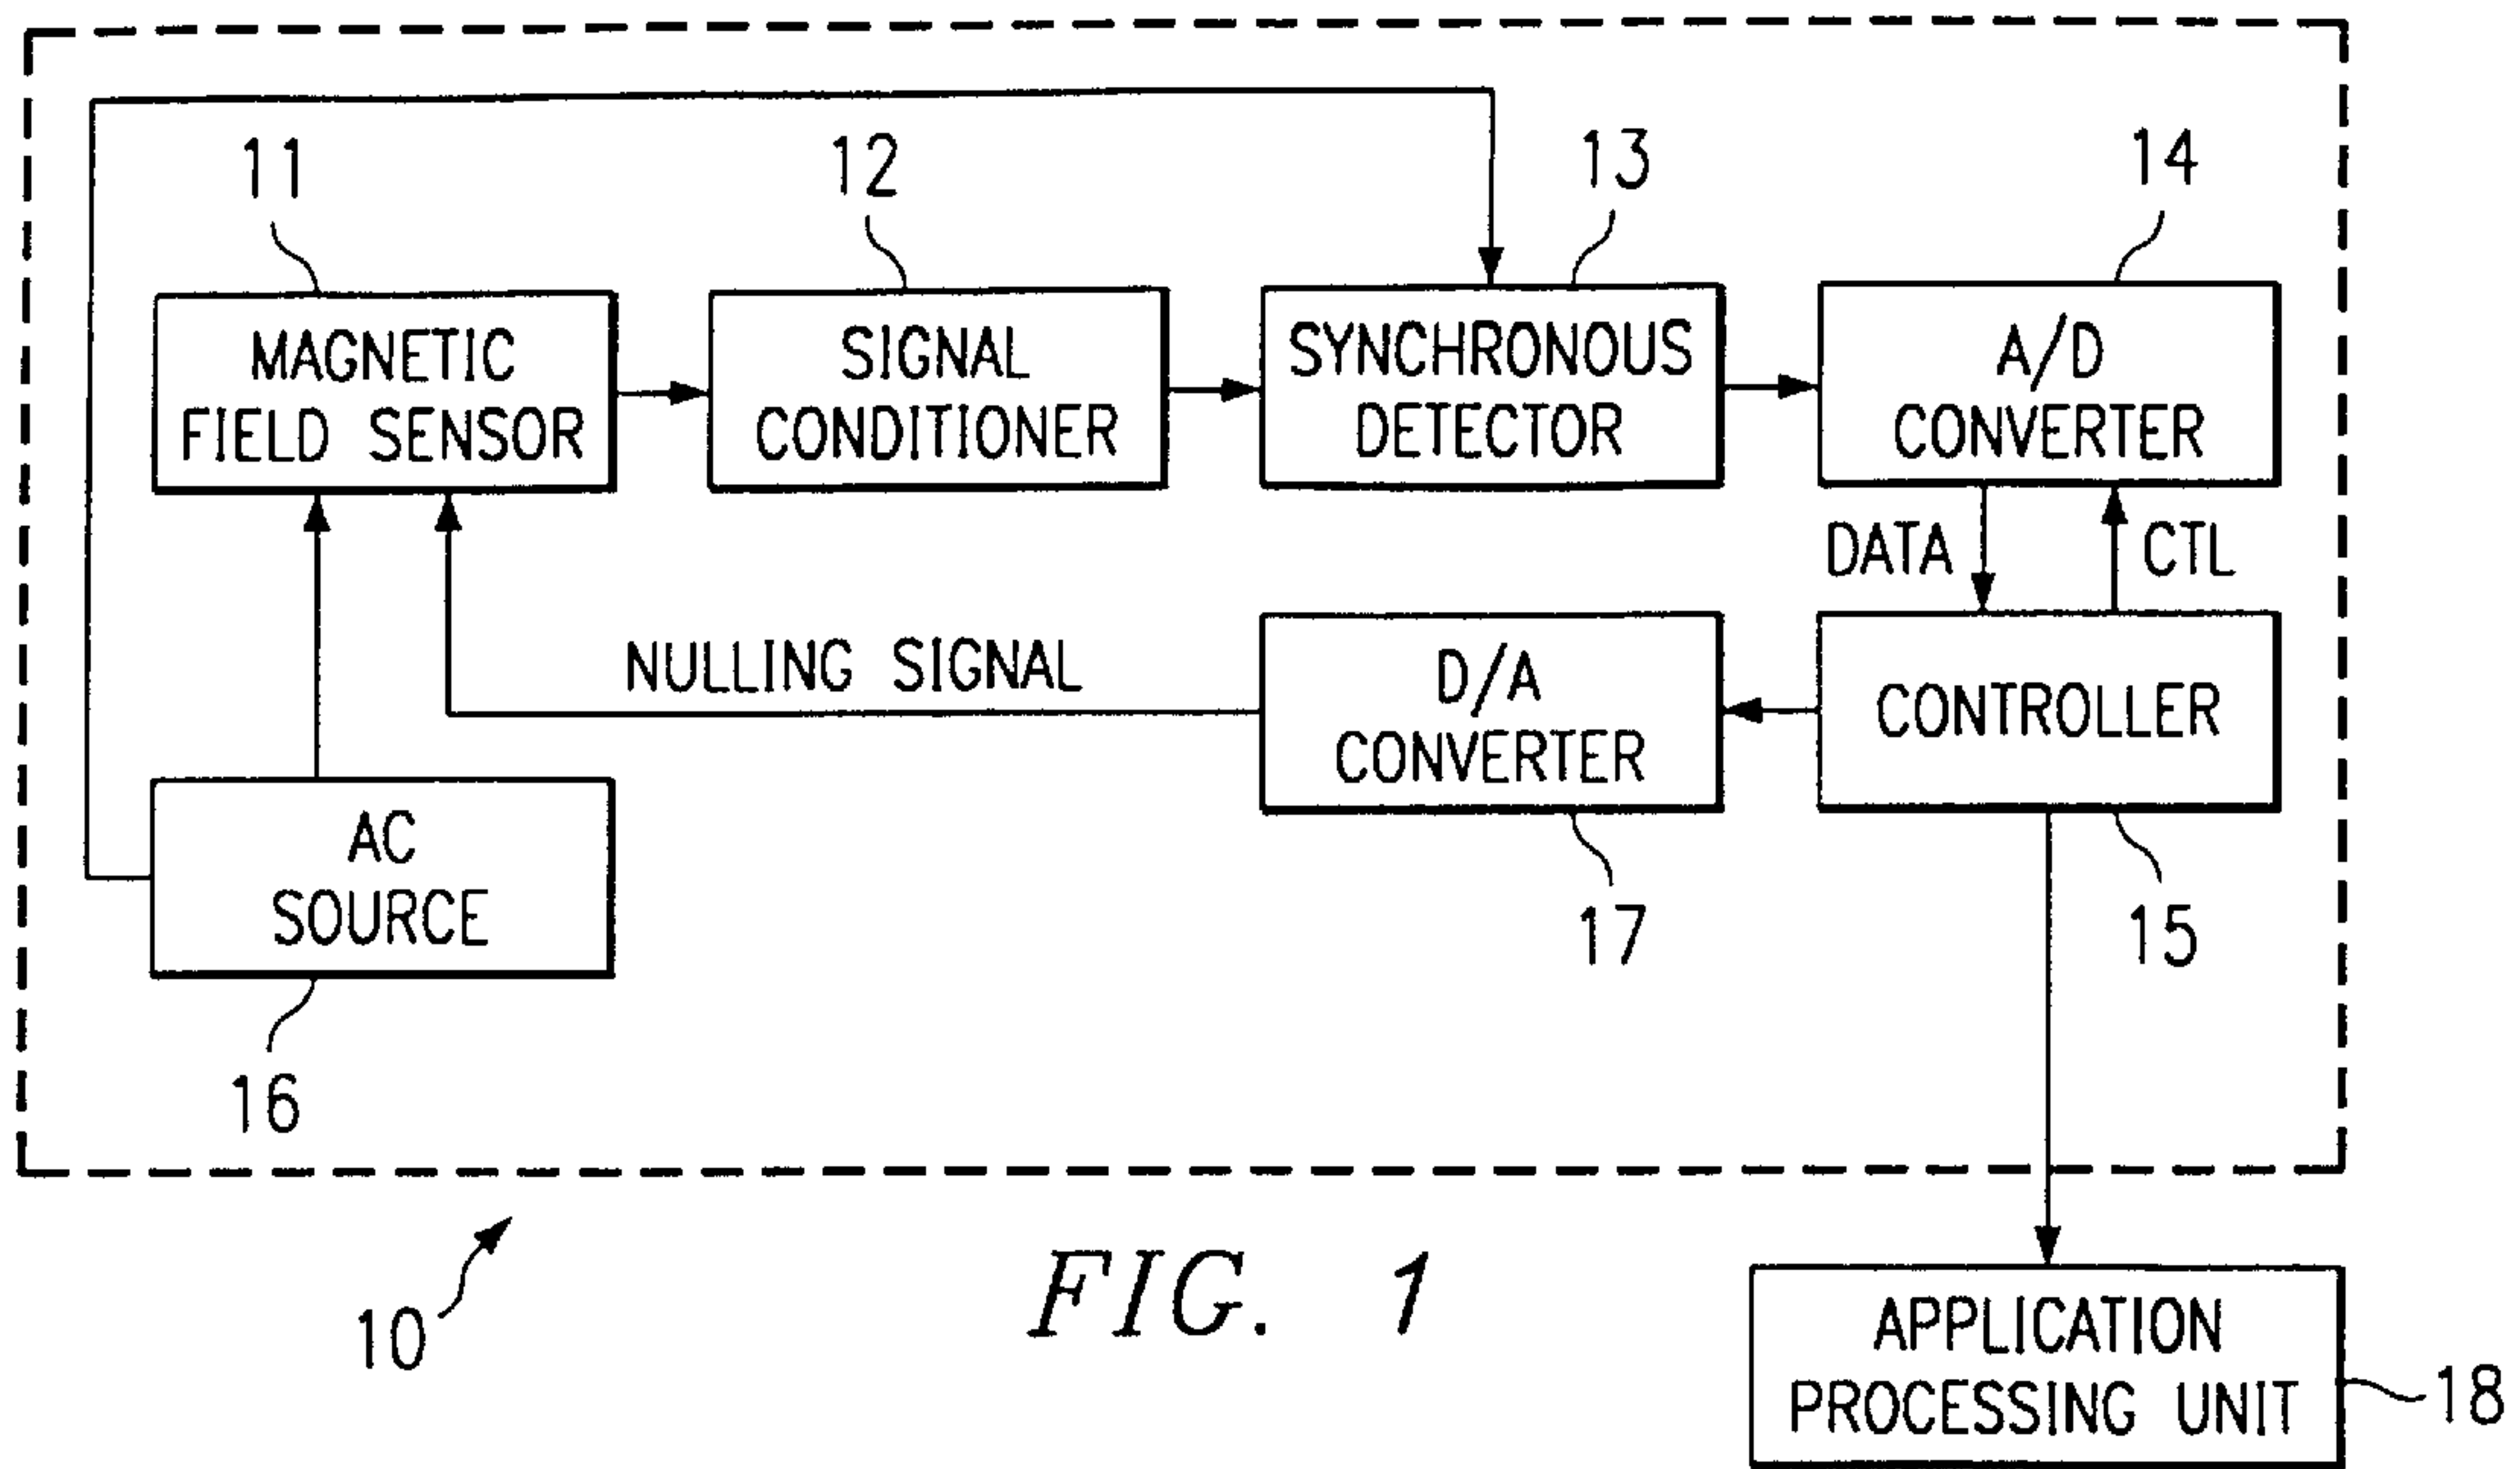 11
12
13
14
MAGNETIC
FIELD SENSOR
SIGNAL
CONDITIONER
SYNCHRONOUS
DETECTOR
A/D
CONVERTER
DATA
CTL
NULLING SIGNAL
D/A
CONVERTER
CONTROLLER
AC
SOURCE
17
15
16
10
FIG. 1
APPLICATION
PROCESSING UNIT
18